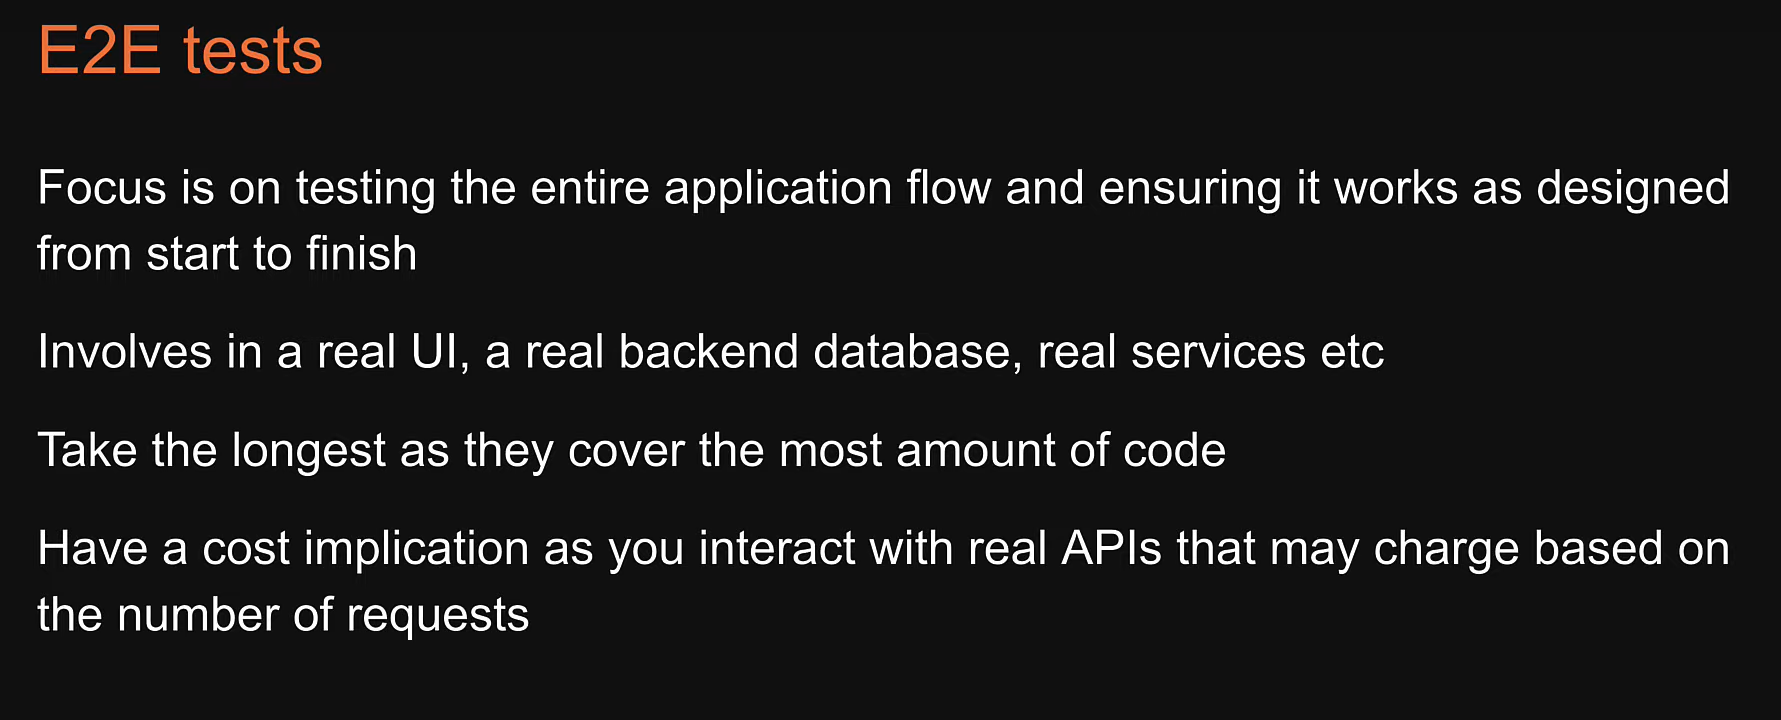 E2E tests
Focus is on testing the entire application flow and ensuring it works as designed
from start to finish
Involves in a real UI, a real backend database, real services etc
Take the longest as they cover the most amount of code
Have a cost implication as you interact with real APIs that may charge based on
the number of requests